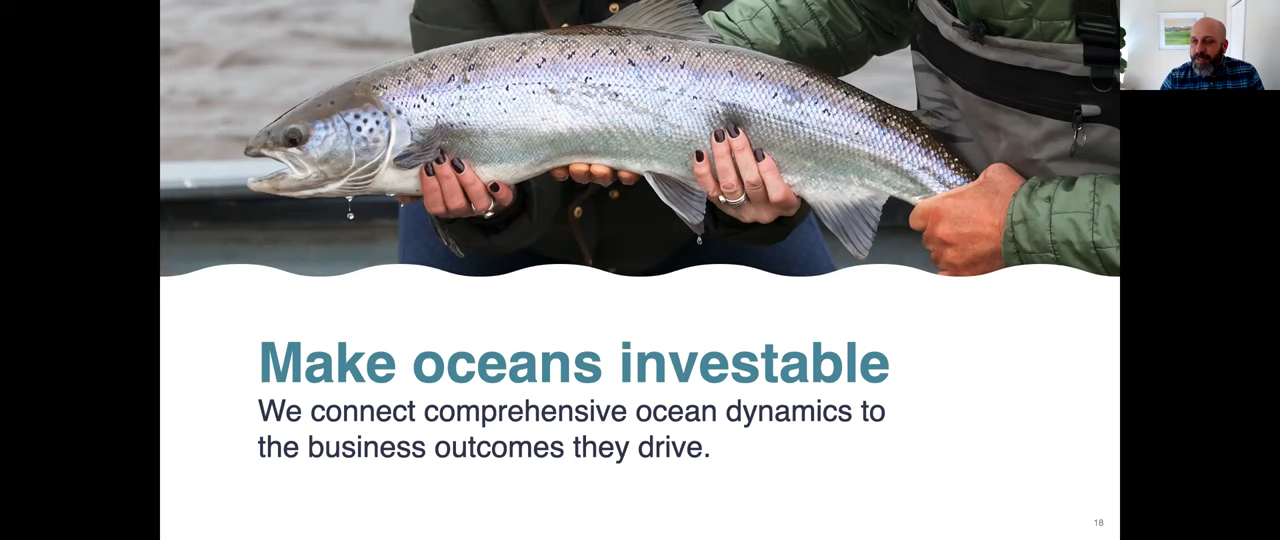 Make oceans investable
We connect comprehensive ocean dynamics to
the business outcomes they drive.
18